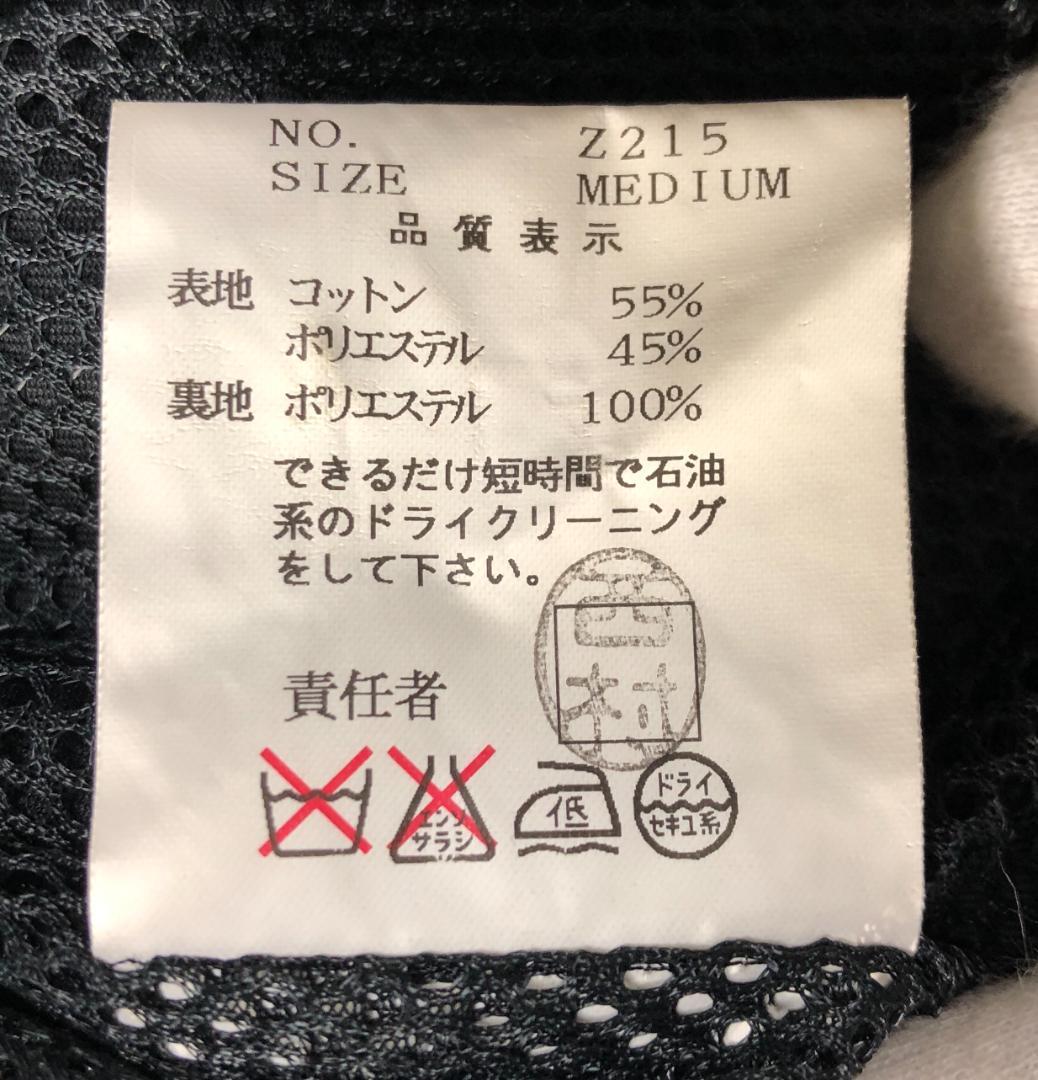 NO. Z215
SIZE MEDIUM
品質表示
表地 コットン 55%
ポリエステル 45%
裏地 ポリエステル 100%
できるだけ短時間で石油
系のドライクリーニング
をして下さい。
責任者 西村
エンソ
サラシ
低
ドライ
セキユ系